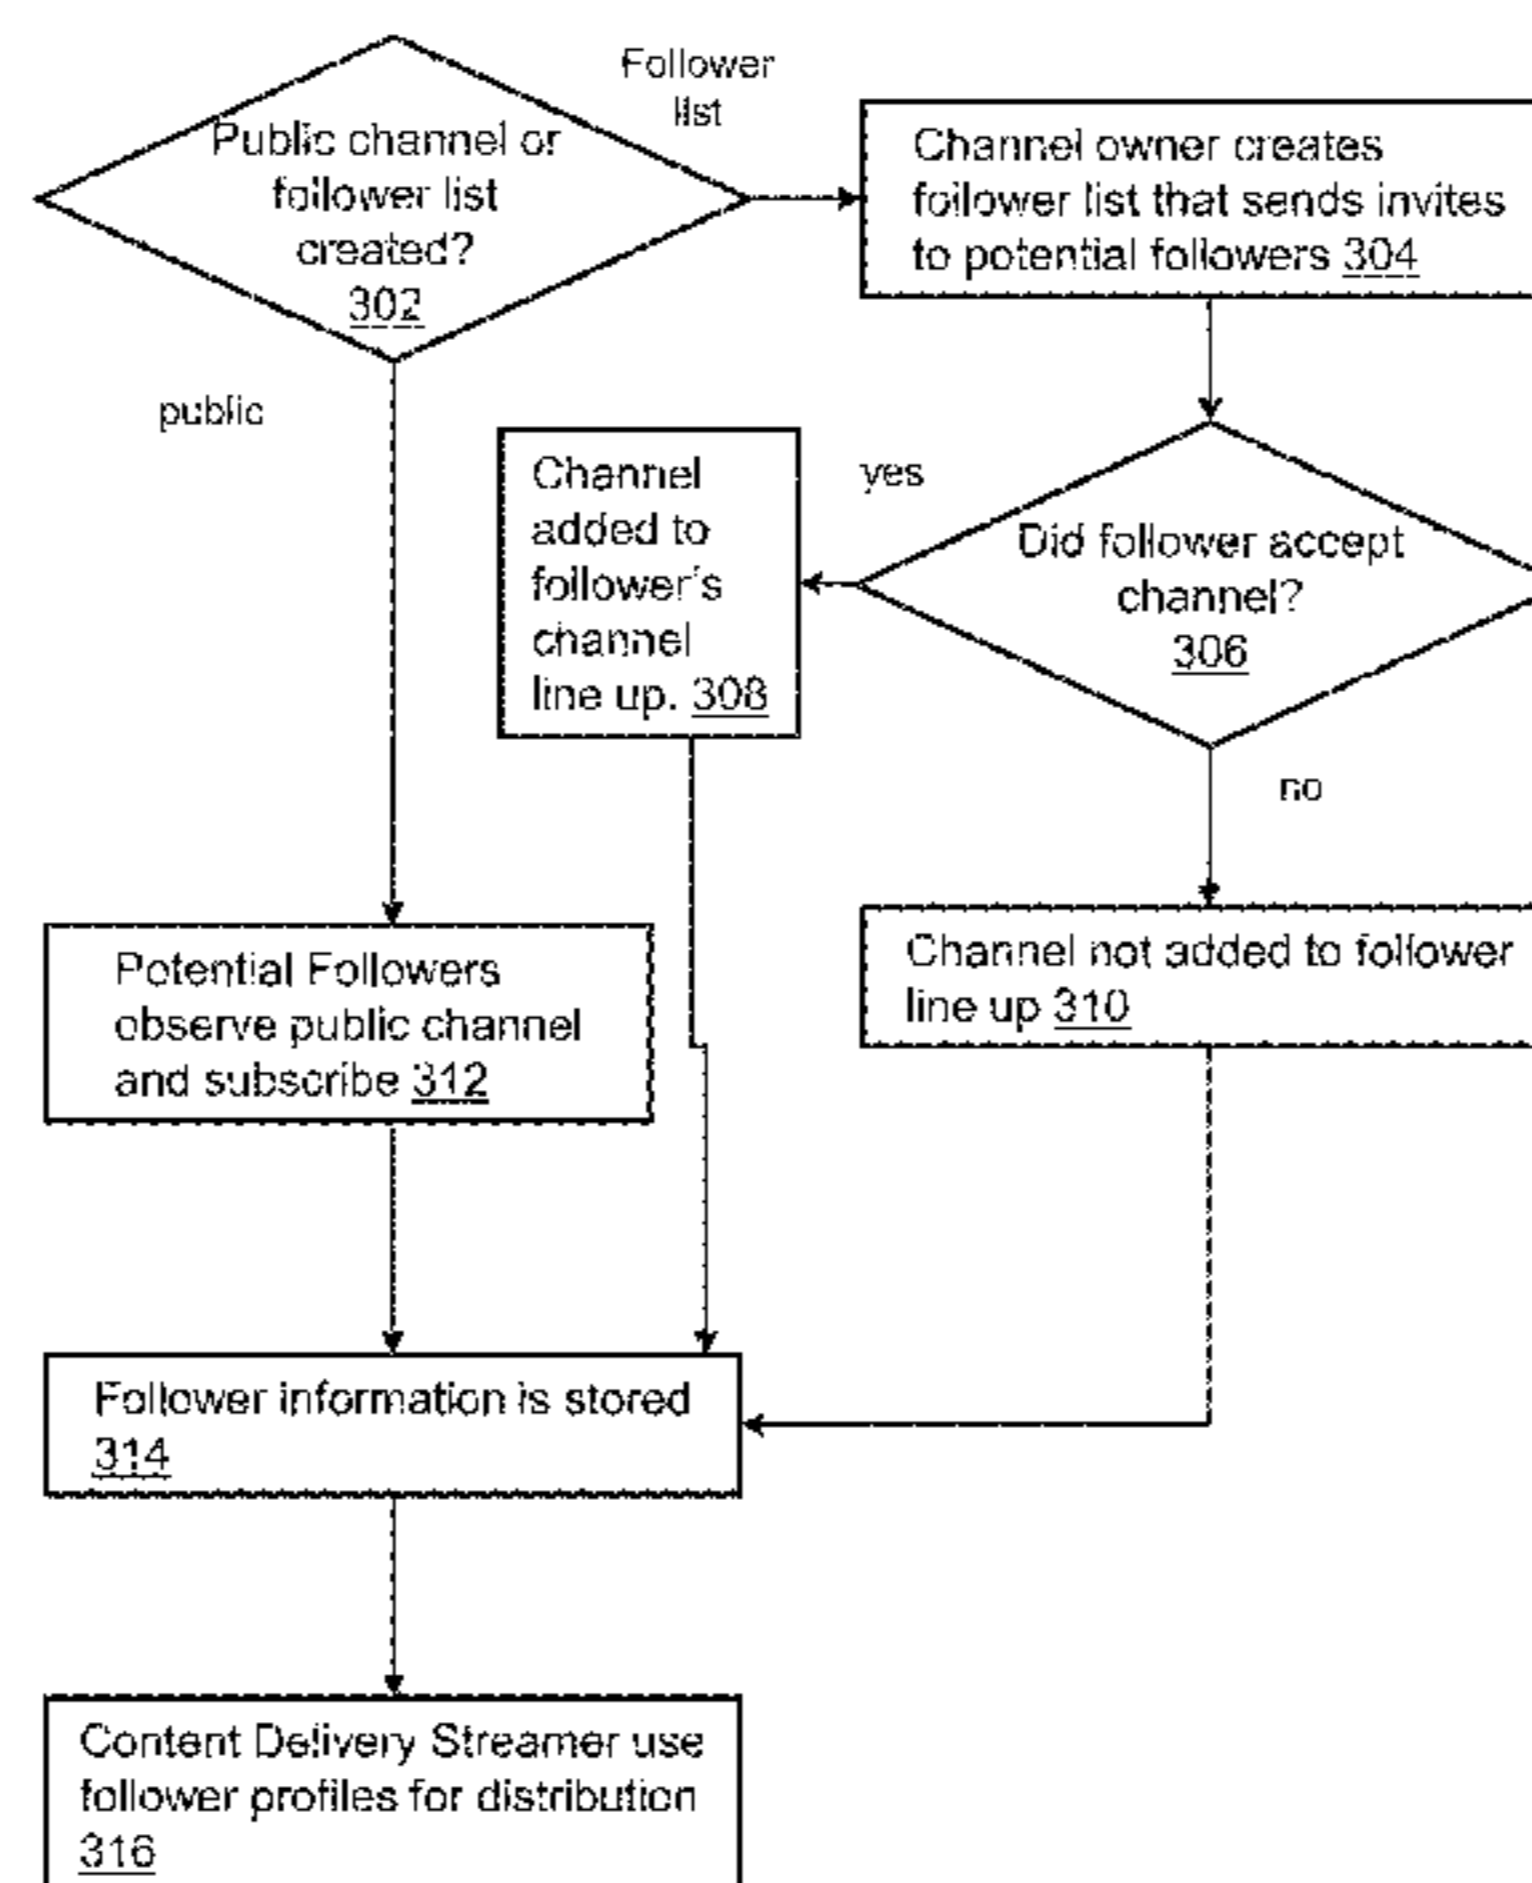 Follower
list
Public channel or
follower list
created?
302
Channel owner creates
follower list that sends invites
to potential followers 304
public
Channel
added to
follower's
channel
line up. 308
yes
Did follower accept
channel?
306
no
Potential Followers
observe public channel
and subscribe 312
Channel not added to follower
line up 310
Follower information is stored
314
Content Delivery Streamer use
follower profiles for distribution
316